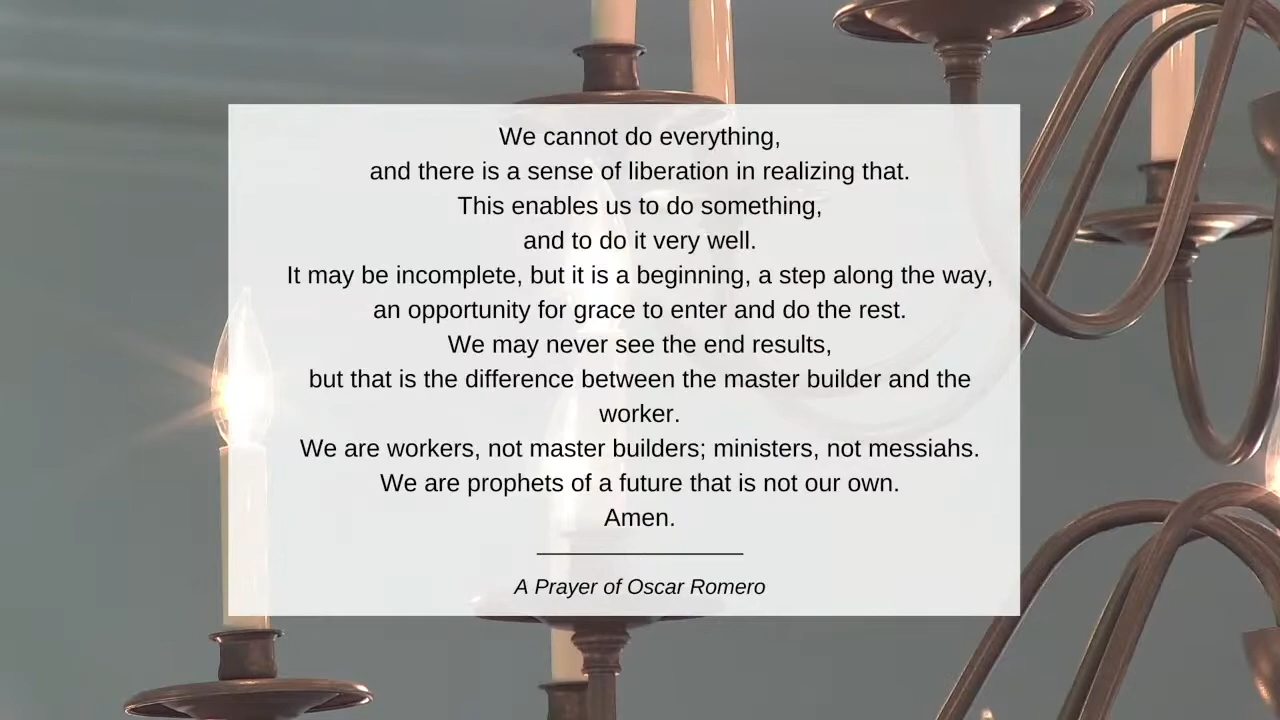 We cannot do everything,
and there is a sense of liberation in realizing that.
This enables us to do something,
and to do it very well.
It may be incomplete, but it is a beginning, a step along the way,
an opportunity for grace to enter and do the rest.
We may never see the end results,
but that is the difference between the master builder and the
worker.
We are workers, not master builders; ministers, not messiahs.
We are prophets of a future that is not our own.
Amen.
A Prayer of Oscar Romero